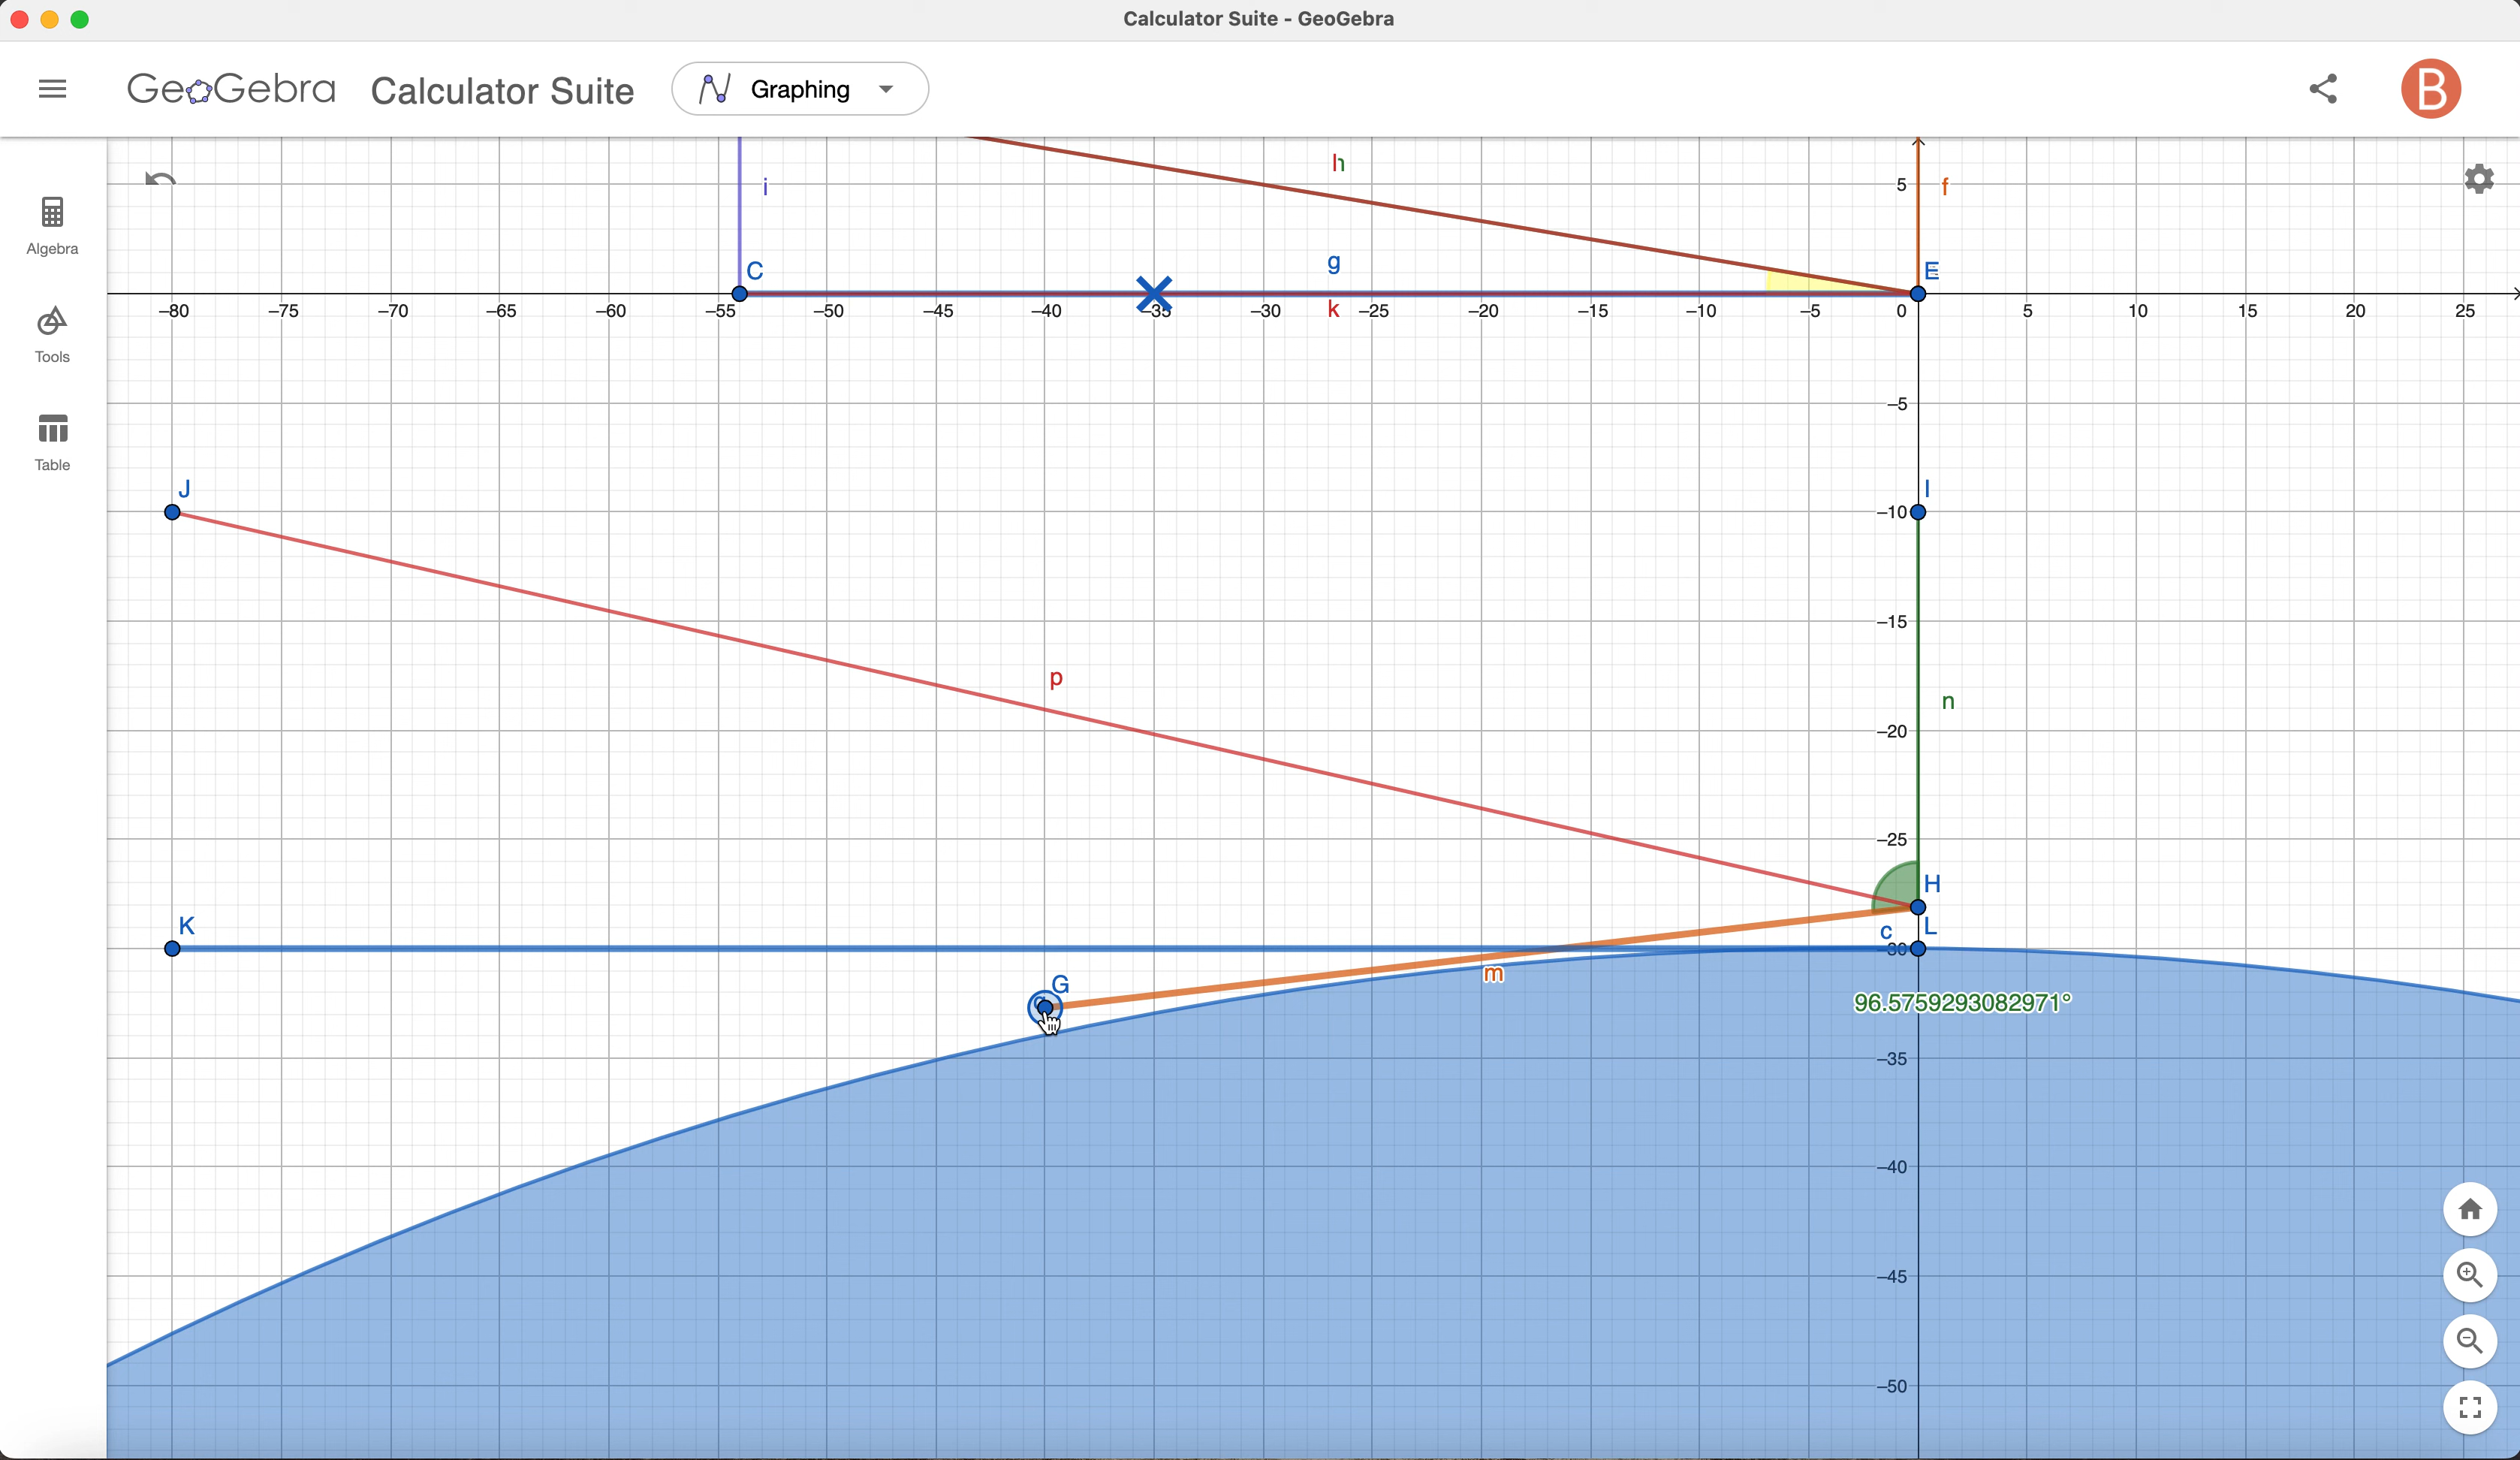 Calculator Suite - GeoGebra
GeoGebra Calculator Suite Graphing B
Algebra
Tools
Table
h
5
i f
C g E
–80 –75 –70 –65 –60 –55 –50 –45 –40 –35 –30 k –25 –20 –15 –10 –5 0 5 10 15 20 25
–5
J I
–10
–15
p
n
–20
–25
H
K c L
–30
G m
q
96.5759293082971°
–35
–40
–45
–50